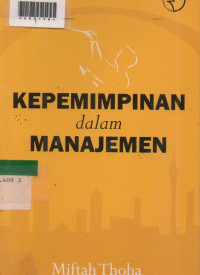 KEPEMIMPINAN
dalam
MANAJEMEN
Miftah Thoha